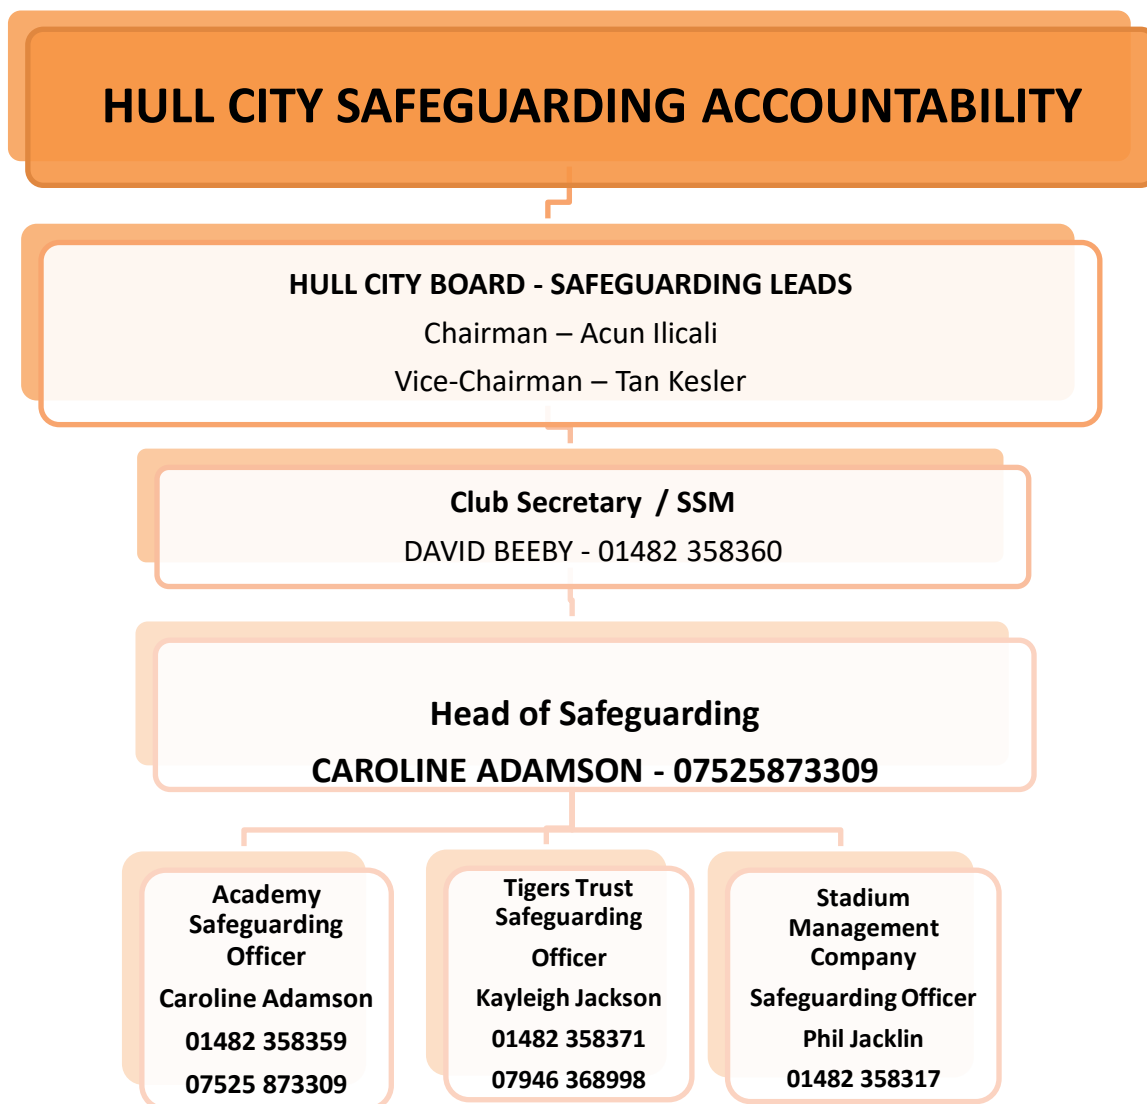 HULL CITY SAFEGUARDING ACCOUNTABILITY
HULL CITY BOARD - SAFEGUARDING LEADS
Chairman – Acun Ilicali
Vice-Chairman – Tan Kesler
Club Secretary / SSM
DAVID BEEBY - 01482 358360
Head of Safeguarding
CAROLINE ADAMSON - 07525873309
Academy
Safeguarding
Officer
Caroline Adamson
01482 358359
07525 873309
Tigers Trust
Safeguarding
Officer
Kayleigh Jackson
01482 358371
07946 368998
Stadium
Management
Company
Safeguarding Officer
Phil Jacklin
01482 358317